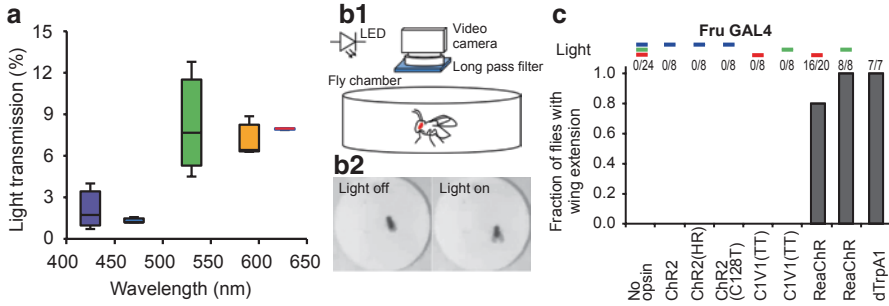 a
Light transmission (%)
15
12
9
6
3
0
400 450 500 550 600 650
Wavelength (nm)
b1
LED
Video
camera
Long pass filter
Fly chamber
b2
Light off
Light on
c
Fru GAL4
Light
0/24 0/8 0/8 0/8 0/8 0/8 16/20 8/8 7/7
Fraction of flies with
wing extension
1.0
0.8
0.6
0.4
0.2
0.0
No
opsin
ChR2
ChR2(HR)
ChR2
(C128T)
C1V1(TT)
C1V1(TT)
ReaChR
ReaChR
dTrpA1